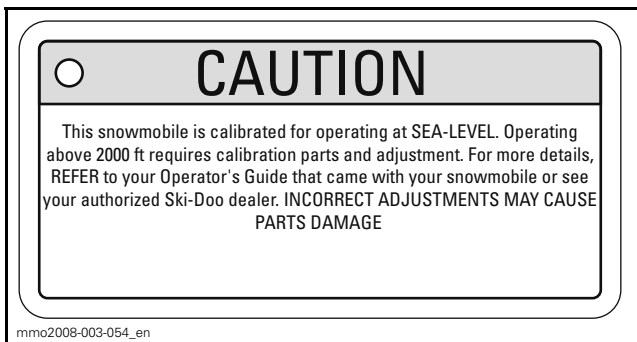 CAUTION
This snowmobile is calibrated for operating at SEA-LEVEL. Operating
above 2000 ft requires calibration parts and adjustment. For more details,
REFER to your Operator's Guide that came with your snowmobile or see
your authorized Ski-Doo dealer. INCORRECT ADJUSTMENTS MAY CAUSE
PARTS DAMAGE
mmo2008-003-054_en